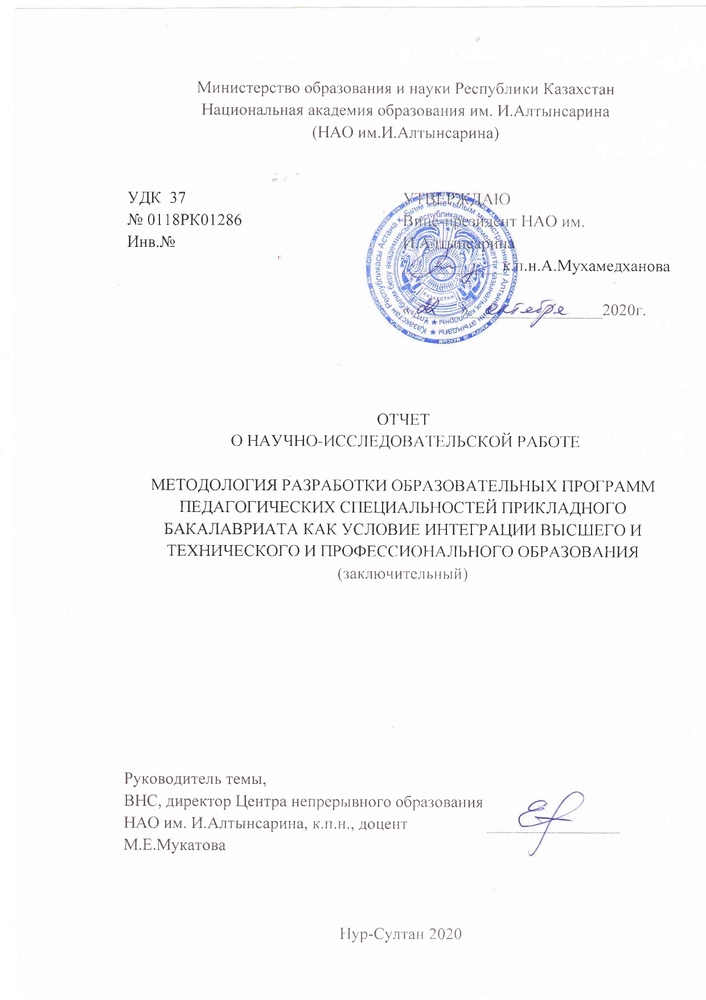 Министерство образования и науки Республики Казахстан
Национальная академия образования им. И.Алтынсарина
(НАО им.И.Алтынсарина)
УДК 37
№ 0118РК01286
Инв.№
УТВЕРЖДАЮ
Вице-президент НАО им.
И.Алтынсарина
к.п.н.А.Мухамедханова
22 октября 2020г.
ҚАЗАҚСТАН
ОТЧЕТ
О НАУЧНО-ИССЛЕДОВАТЕЛЬСКОЙ РАБОТЕ
МЕТОДОЛОГИЯ РАЗРАБОТКИ ОБРАЗОВАТЕЛЬНЫХ ПРОГРАММ
ПЕДАГОГИЧЕСКИХ СПЕЦИАЛЬНОСТЕЙ ПРИКЛАДНОГО
БАКАЛАВРИАТА КАК УСЛОВИЕ ИНТЕГРАЦИИ ВЫСШЕГО И
ТЕХНИЧЕСКОГО И ПРОФЕССИОНАЛЬНОГО ОБРАЗОВАНИЯ
(заключительный)
Руководитель темы,
ВНС, директор Центра непрерывного образования
НАО им. И.Алтынсарина, к.п.н., доцент
М.Е.Мукатова
Нур-Султан 2020